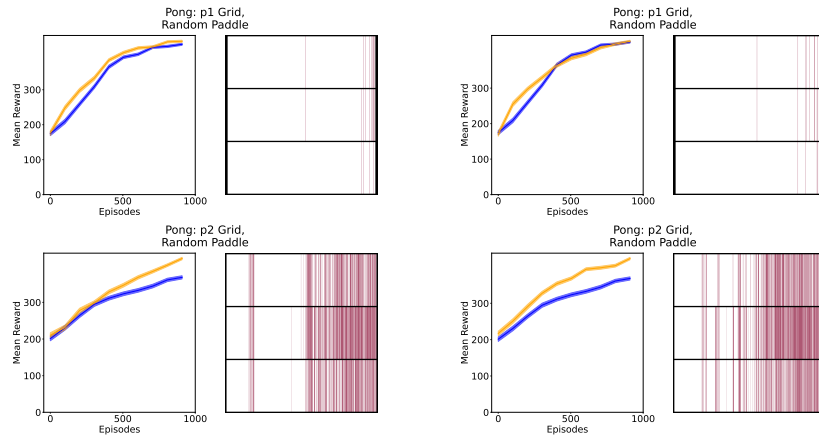 Pong: p1 Grid,
Random Paddle
Mean Reward
300
200
100
0
0
500
1000
Episodes
Pong: p1 Grid,
Random Paddle
Mean Reward
300
200
100
0
0
500
1000
Episodes
Pong: p2 Grid,
Random Paddle
Mean Reward
300
200
100
0
0
500
1000
Episodes
Pong: p2 Grid,
Random Paddle
Mean Reward
300
200
100
0
0
500
1000
Episodes